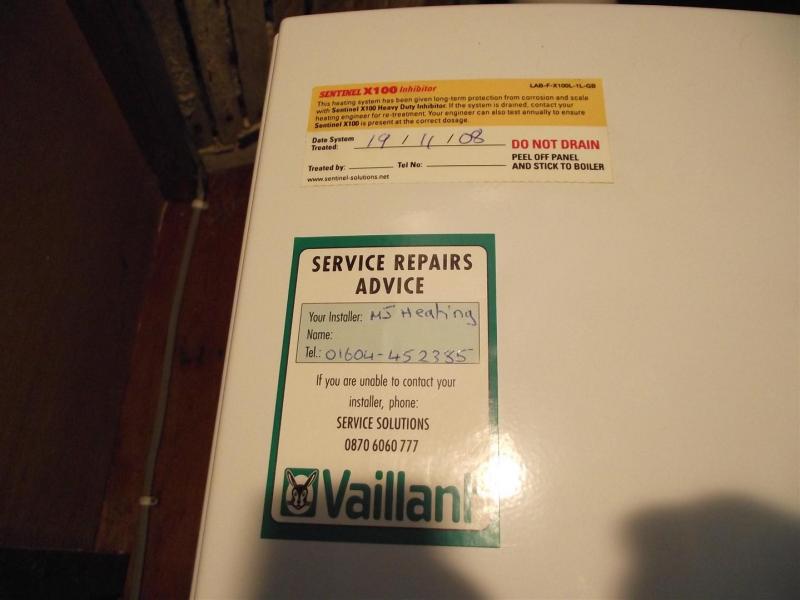 SENTINEL X100 Inhibitor
LAB-F-X100L-1L-GB
This heating system has been given long-term protection from corrosion and scale
with Sentinel X100 Heavy Duty Inhibitor. If the system is drained, contact your
heating engineer for re-treatment. Your engineer can also test annually to ensure
Sentinel X100 is present at the correct dosage.
Date System
Treated: 19 / 11 / 08
DO NOT DRAIN
PEEL OFF PANEL
AND STICK TO BOILER
Treated by: Tel No:
www.sentinel-solutions.net
SERVICE REPAIRS
ADVICE
Your Installer: MJ Heating
Name:
Tel.: 01604-452385
If you are unable to contact your
installer, phone:
SERVICE SOLUTIONS
0870 6060 777
Vaillant